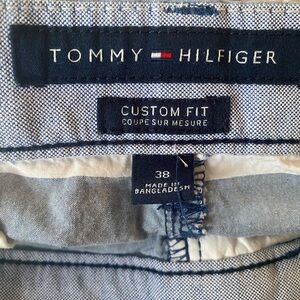 TOMMY HILFIGER
CUSTOM FIT
COUPE SUR MESURE
38
MADE IN
BANGLADESH